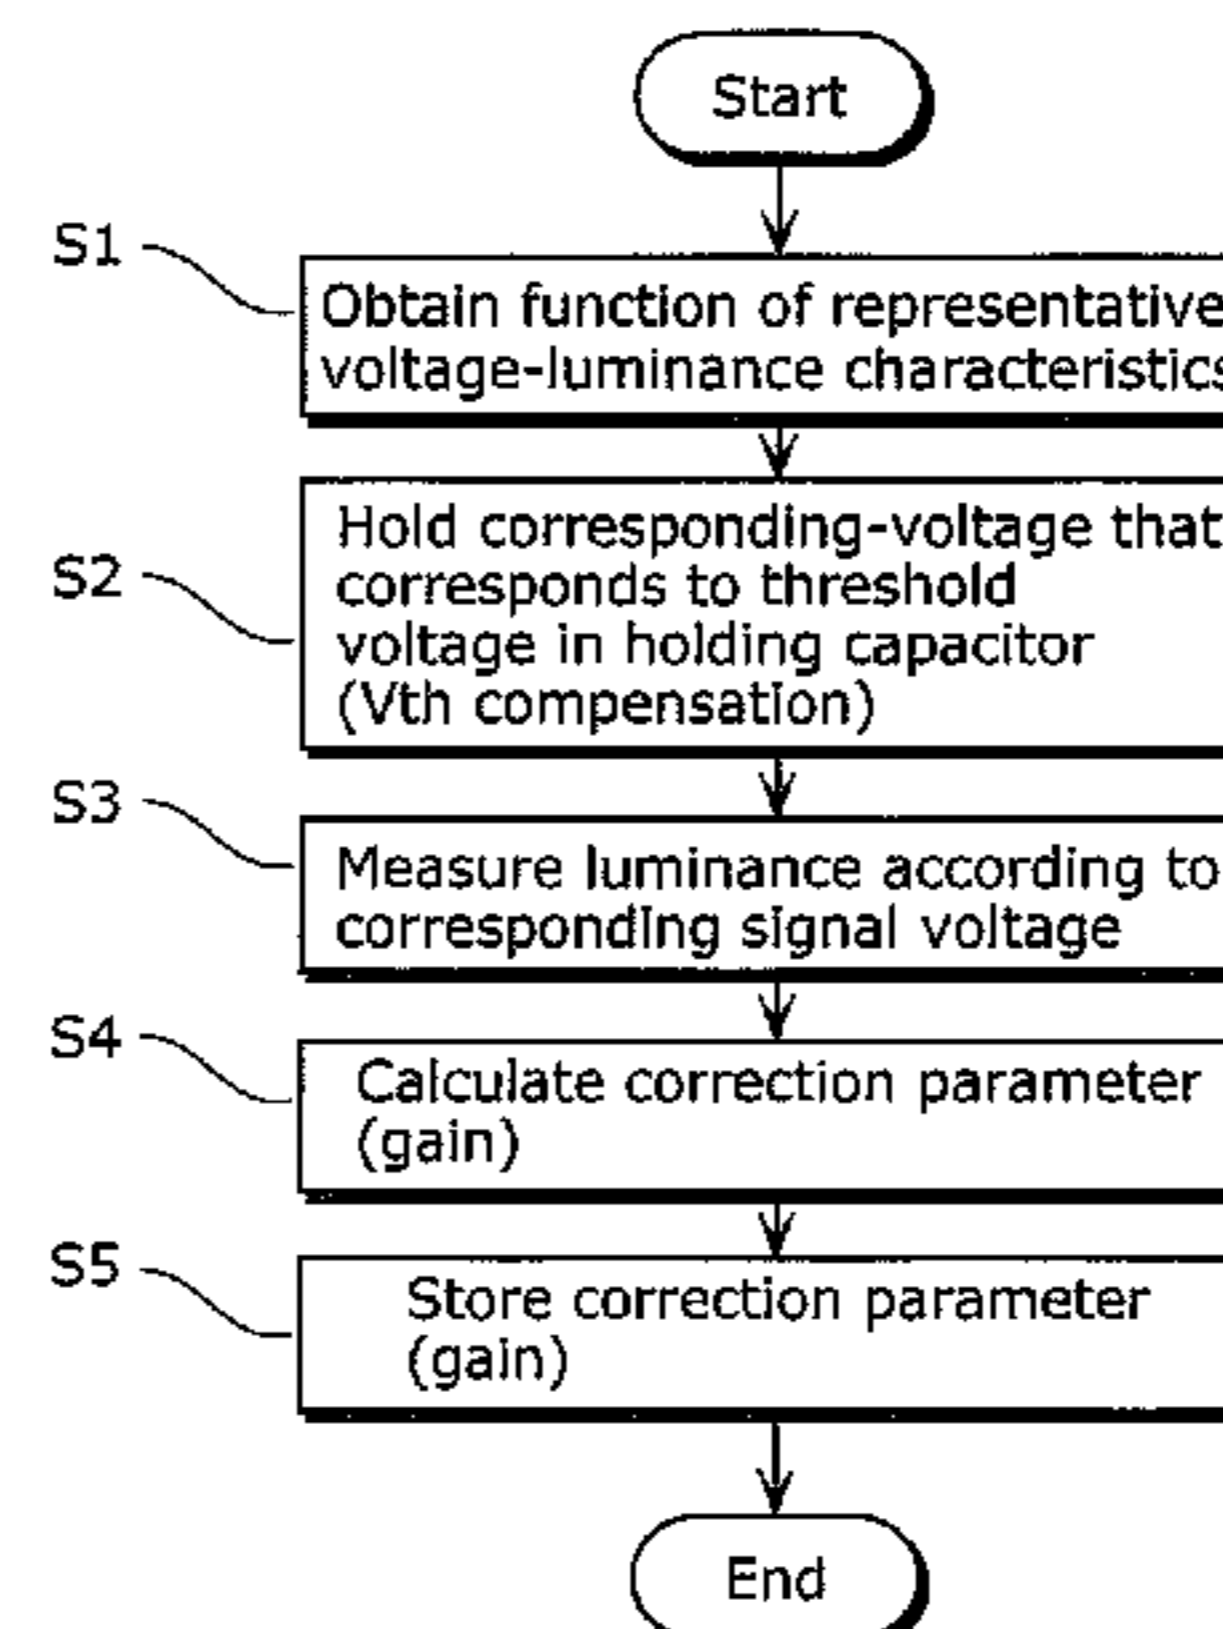 Start
S1
Obtain function of representative
voltage-luminance characteristics
S2
Hold corresponding-voltage that
corresponds to threshold
voltage in holding capacitor
(Vth compensation)
S3
Measure luminance according to
corresponding signal voltage
S4
Calculate correction parameter
(gain)
S5
Store correction parameter
(gain)
End